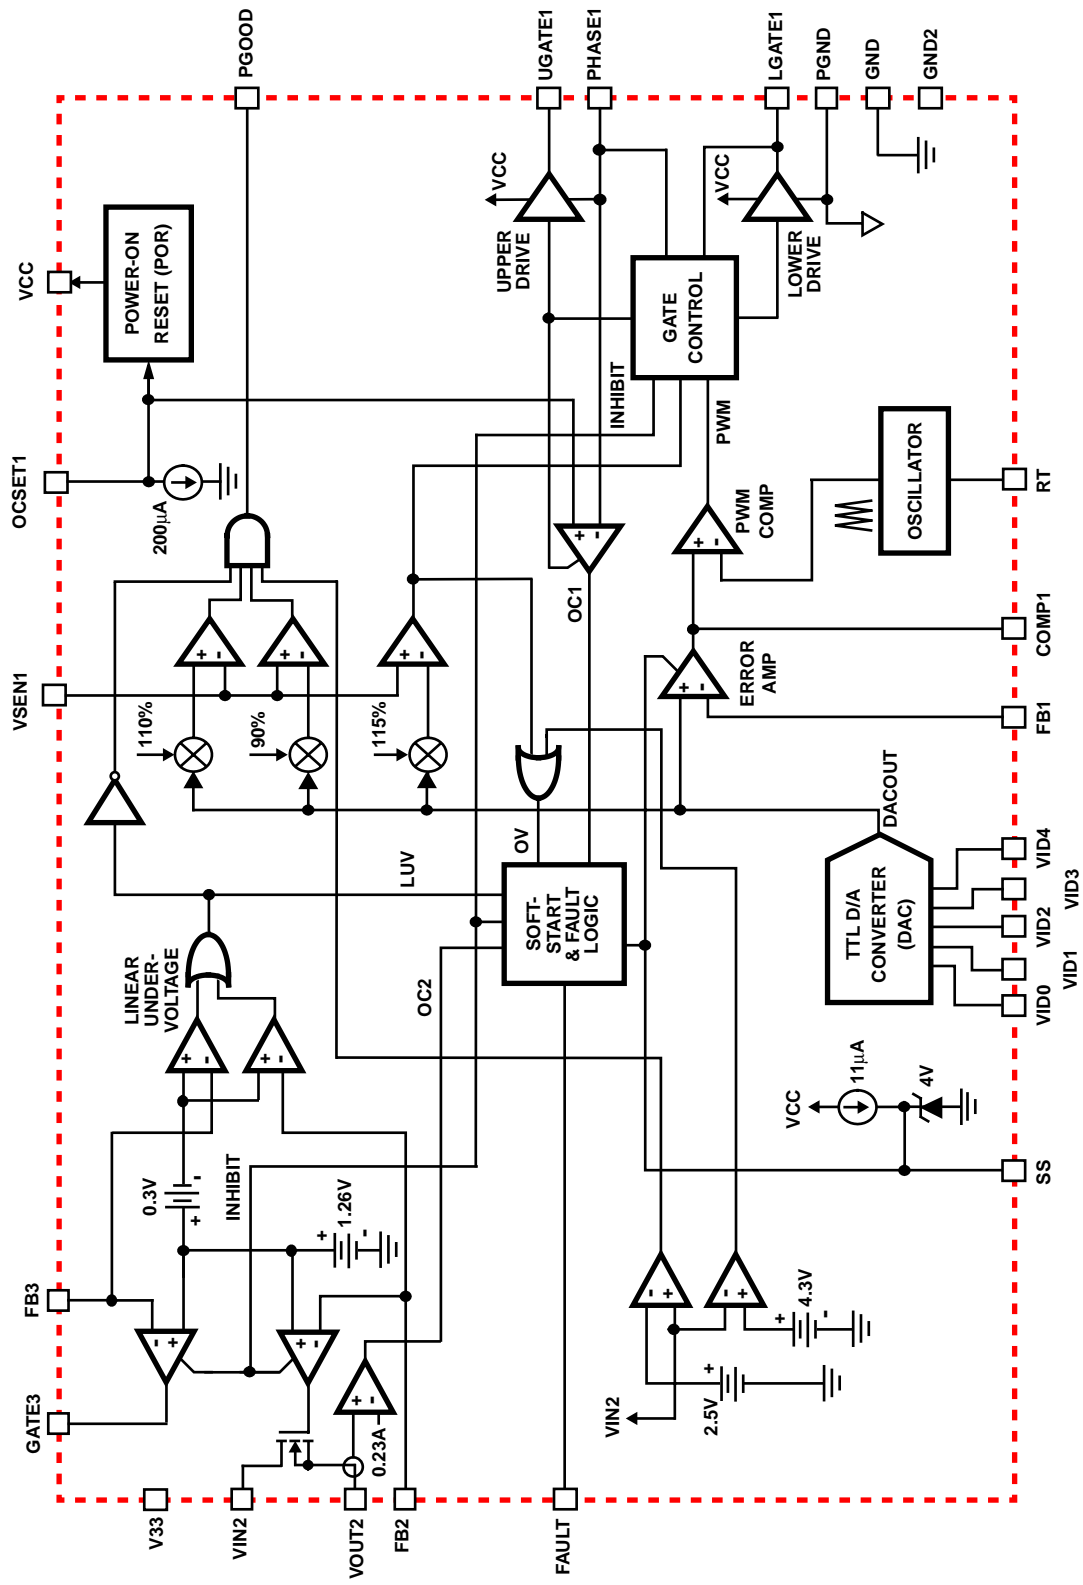 VSEN1
OCSET1
VCC
FB3
GATE3
V33
VIN2
VOUT2
FB2
FAULT
PGOOD
UGATE1
PHASE1
LGATE1
PGND
GND
GND2
RT
COMP1
FB1
VID4
VID3
VID2
VID1
VID0
SS
POWER-ON
RESET (POR)
200µA
110%
90%
115%
+
-
+
-
+
-
LINEAR
UNDER-
VOLTAGE
+
-
+
-
LUV
0.3V
+
-
INHIBIT
1.26V
+
-
-
+
+
-
+
-
0.23A
OC2
OV
OC1
+
-
SOFT-
START
& FAULT
LOGIC
UPPER
DRIVE
VCC
INHIBIT
GATE
CONTROL
PWM
VCC
LOWER
DRIVE
PWM
COMP
+
-
OSCILLATOR
ERROR
AMP
+
-
DACOUT
TTL D/A
CONVERTER
(DAC)
VCC
11µA
4V
-
+
-
+
4.3V
+
-
2.5V
+
VIN2